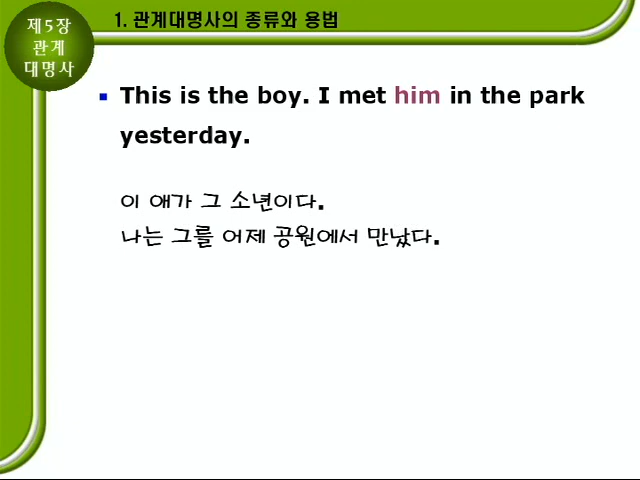 제5장
관계
대명사
1. 관계대명사의 종류와 용법
This is the boy. I met him in the park
yesterday.
이 애가 그 소년이다.
나는 그를 어제 공원에서 만났다.